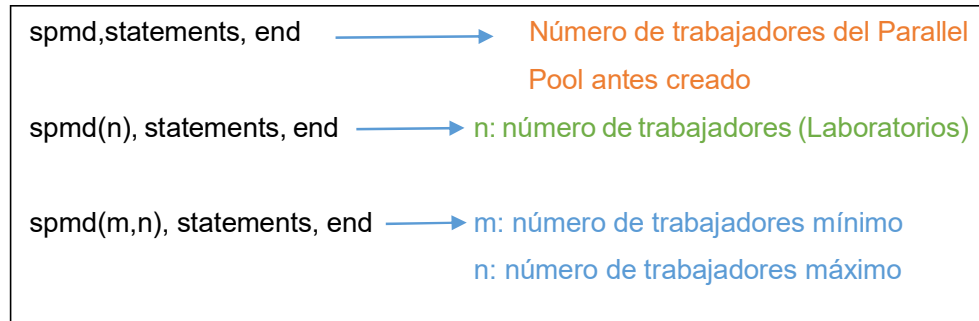 spmd,statements, end Número de trabajadores del Parallel
Pool antes creado
spmd(n), statements, end n: número de trabajadores (Laboratorios)
spmd(m,n), statements, end m: número de trabajadores mínimo
n: número de trabajadores máximo